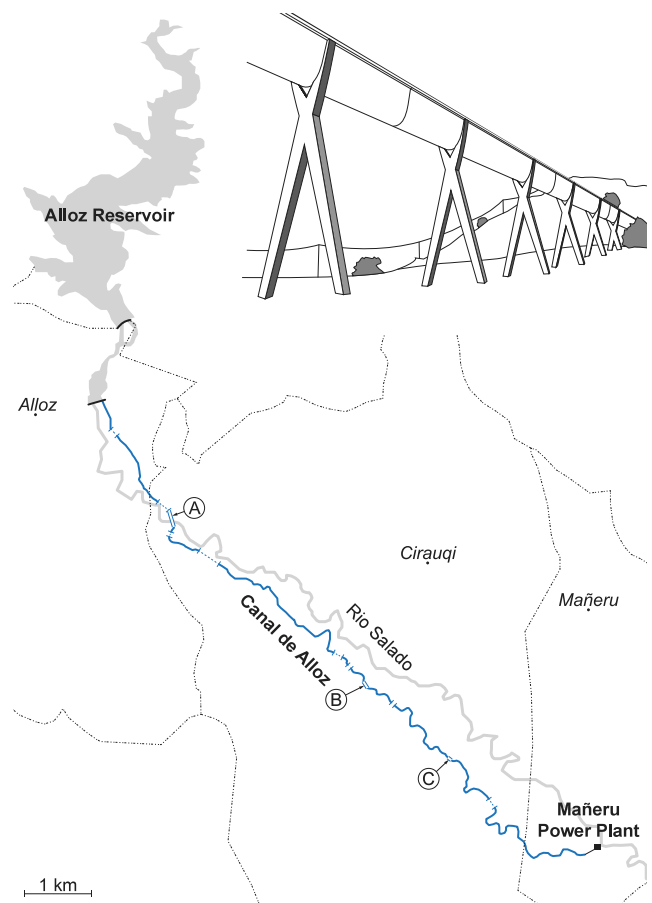 Alloz Reservoir
Alloz
A
Cirauqi
Mañeru
Rio Salado
Canal de Alloz
B
C
Mañeru
Power Plant
1 km